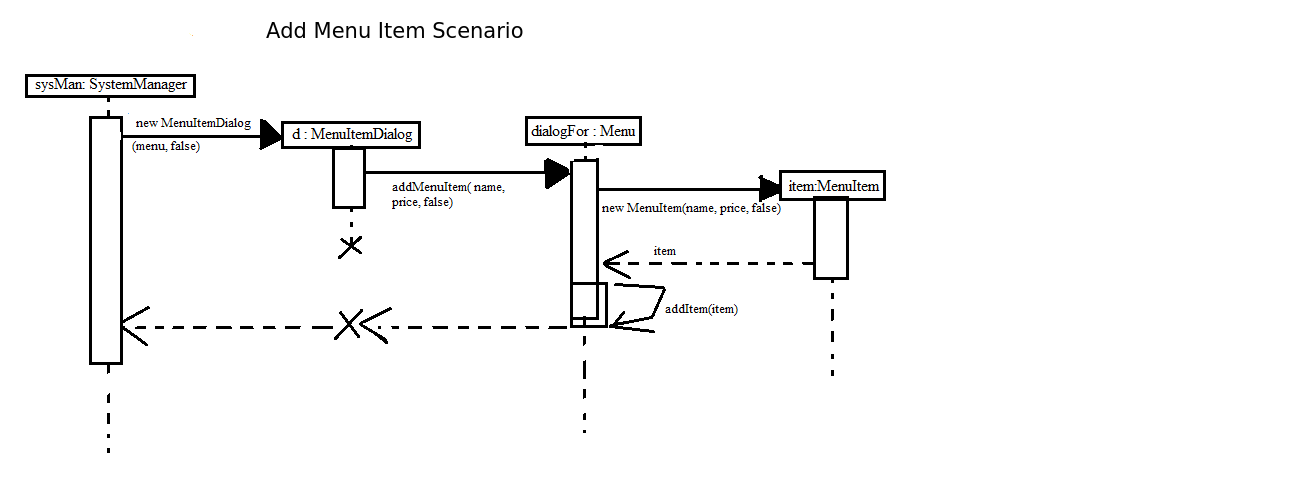 Add Menu Item Scenario
sysMan: SystemManager
new MenuItemDialog
(menu, false)
d : MenuItemDialog
addMenuItem( name,
price, false)
dialogFor : Menu
new MenuItem(name, price, false)
item:MenuItem
item
addItem(item)